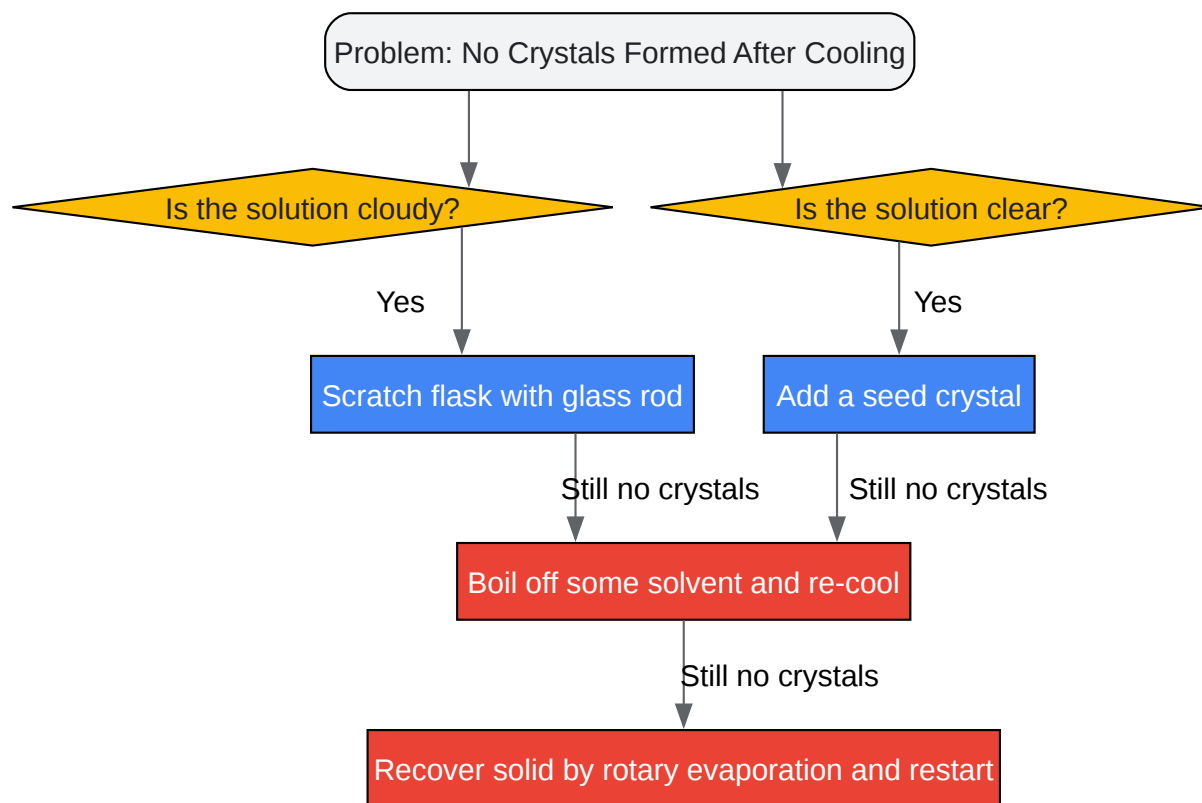 Problem: No Crystals Formed After Cooling
Is the solution cloudy?
Is the solution clear?
Yes
Yes
Scratch flask with glass rod
Add a seed crystal
Still no crystals
Still no crystals
Boil off some solvent and re-cool
Still no crystals
Recover solid by rotary evaporation and restart